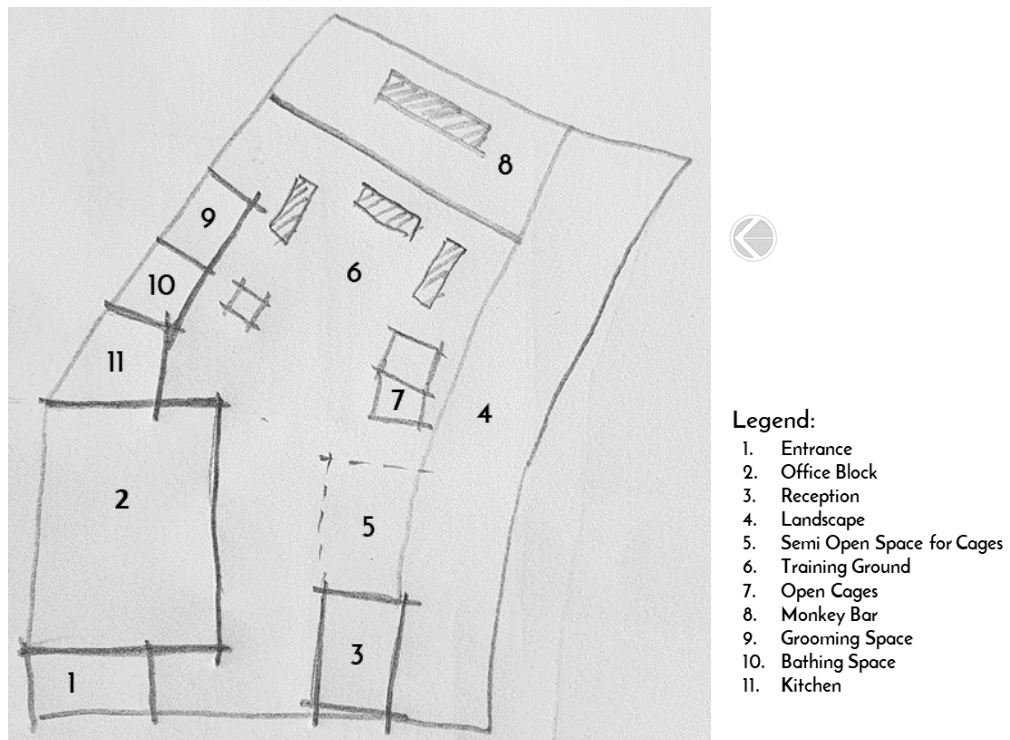 8
9
6
10
11
7
4
2
5
3
1
Legend:
1. Entrance
2. Office Block
3. Reception
4. Landscape
5. Semi Open Space for Cages
6. Training Ground
7. Open Cages
8. Monkey Bar
9. Grooming Space
10. Bathing Space
11. Kitchen